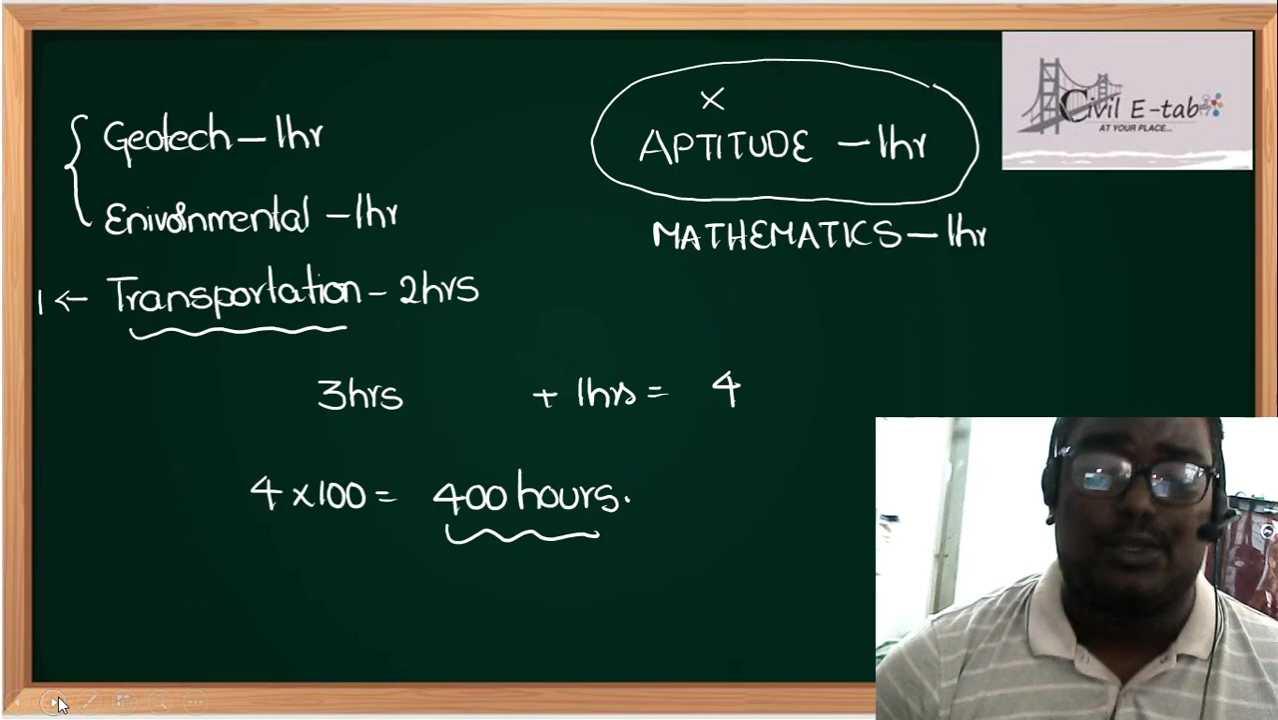 Geotech – 1hr
Enivoinmental – 1hr
1 ← Transportation – 2hrs
3hrs + 1hrs = 4
4 x 100 = 400 hours.
X
APTITUDE – 1hr
MATHEMATICS – 1hr
Civil E-tab
AT YOUR PLACE...